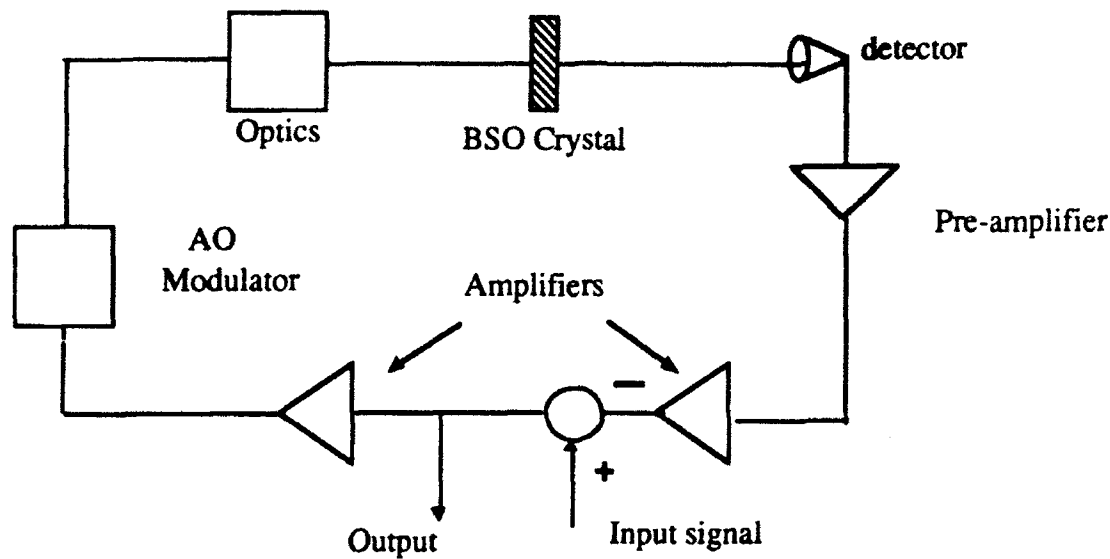 detector
Optics
BSO Crystal
Pre-amplifier
AO
Modulator
Amplifiers
−
+
Output
Input signal